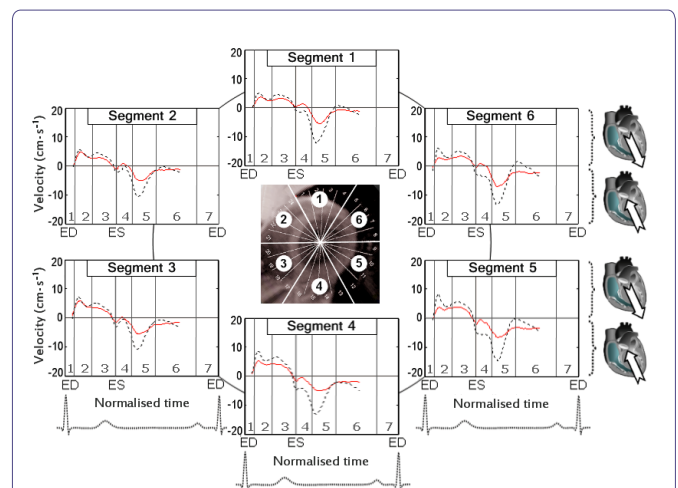 Segment 1
20
10
0
-10
-20
1 2 3 4 5 6 7
ED ES ED
Segment 2
Velocity (cm·s⁻¹)
20
10
0
-10
-20
1 2 3 4 5 6 7
ED ES ED
Segment 6
20
10
0
-10
-20
1 2 3 4 5 6 7
ED ES ED
1
2
6
3
5
4
Segment 3
Velocity (cm·s⁻¹)
20
10
0
-10
-20
1 2 3 4 5 6 7
ED ES ED
Normalised time
Segment 4
20
10
0
-10
-20
1 2 3 4 5 6 7
ED ES ED
Normalised time
Segment 5
20
10
0
-10
-20
1 2 3 4 5 6 7
ED ES ED
Normalised time